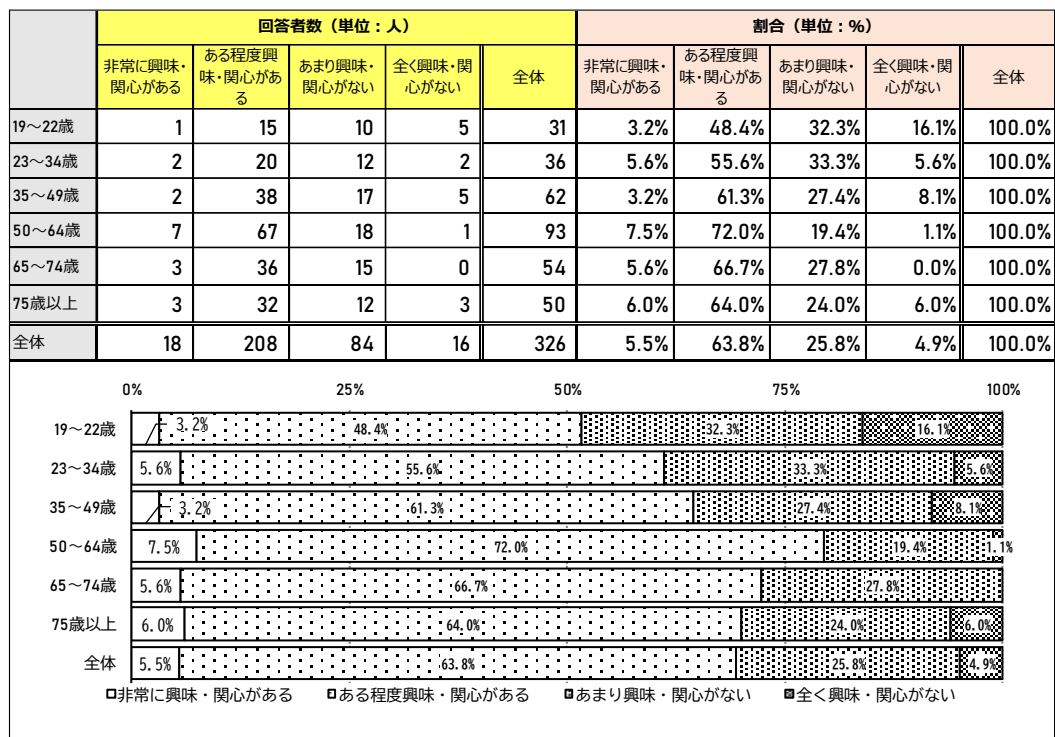 回答者数（単位：人） 割合（単位：%）
非常に興味・関心がある ある程度興味・関心がある あまり興味・関心がない 全く興味・関心がない 全体 非常に興味・関心がある ある程度興味・関心がある あまり興味・関心がない 全く興味・関心がない 全体
19～22歳 1 15 10 5 31 3.2% 48.4% 32.3% 16.1% 100.0%
23～34歳 2 20 12 2 36 5.6% 55.6% 33.3% 5.6% 100.0%
35～49歳 2 38 17 5 62 3.2% 61.3% 27.4% 8.1% 100.0%
50～64歳 7 67 18 1 93 7.5% 72.0% 19.4% 1.1% 100.0%
65～74歳 3 36 15 0 54 5.6% 66.7% 27.8% 0.0% 100.0%
75歳以上 3 32 12 3 50 6.0% 64.0% 24.0% 6.0% 100.0%
全体 18 208 84 16 326 5.5% 63.8% 25.8% 4.9% 100.0%
0% 25% 50% 75% 100%
19～22歳 3.2% 48.4% 32.3% 16.1%
23～34歳 5.6% 55.6% 33.3% 5.6%
35～49歳 3.2% 61.3% 27.4% 8.1%
50～64歳 7.5% 72.0% 19.4% 1.1%
65～74歳 5.6% 66.7% 27.8%
75歳以上 6.0% 64.0% 24.0% 6.0%
全体 5.5% 63.8% 25.8% 4.9%
非常に興味・関心がある ある程度興味・関心がある あまり興味・関心がない 全く興味・関心がない